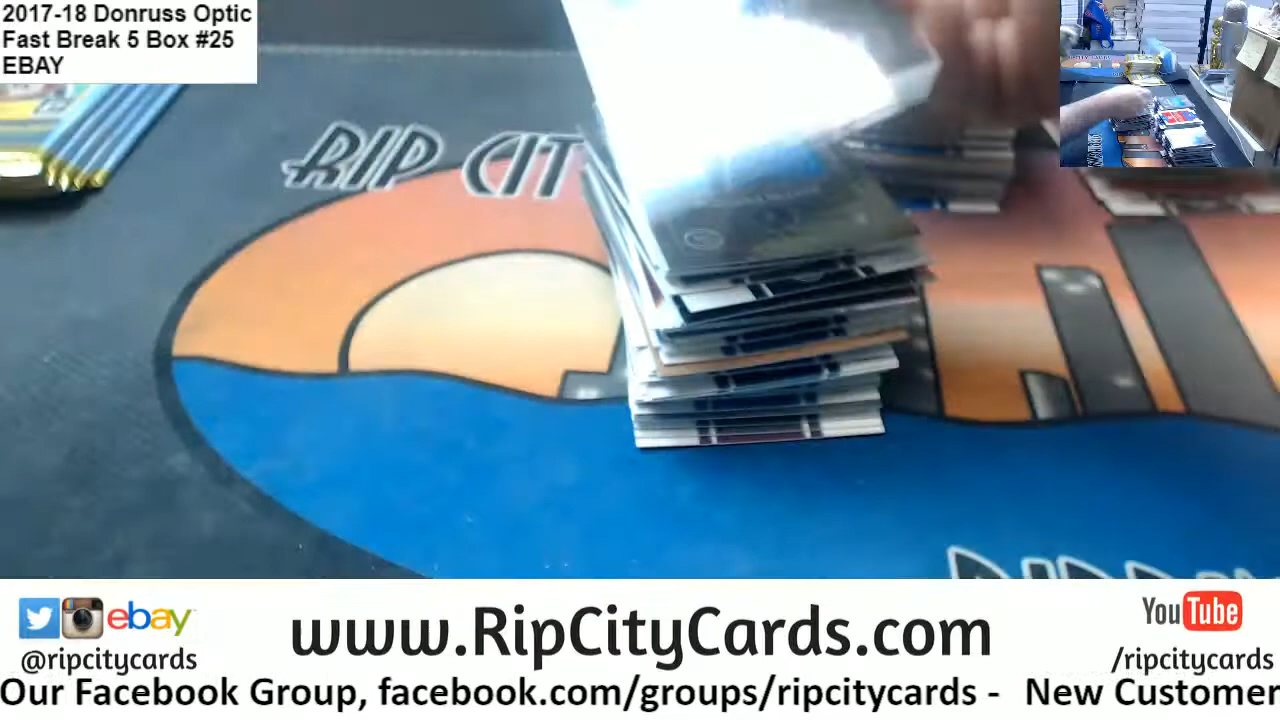 2017-18 Donruss Optic
Fast Break 5 Box #25
EBAY
RIP CIT
ebay
@ripcitycards
www.RipCityCards.com
YouTube
/ripcitycards
Our Facebook Group, facebook.com/groups/ripcitycards - New Customer